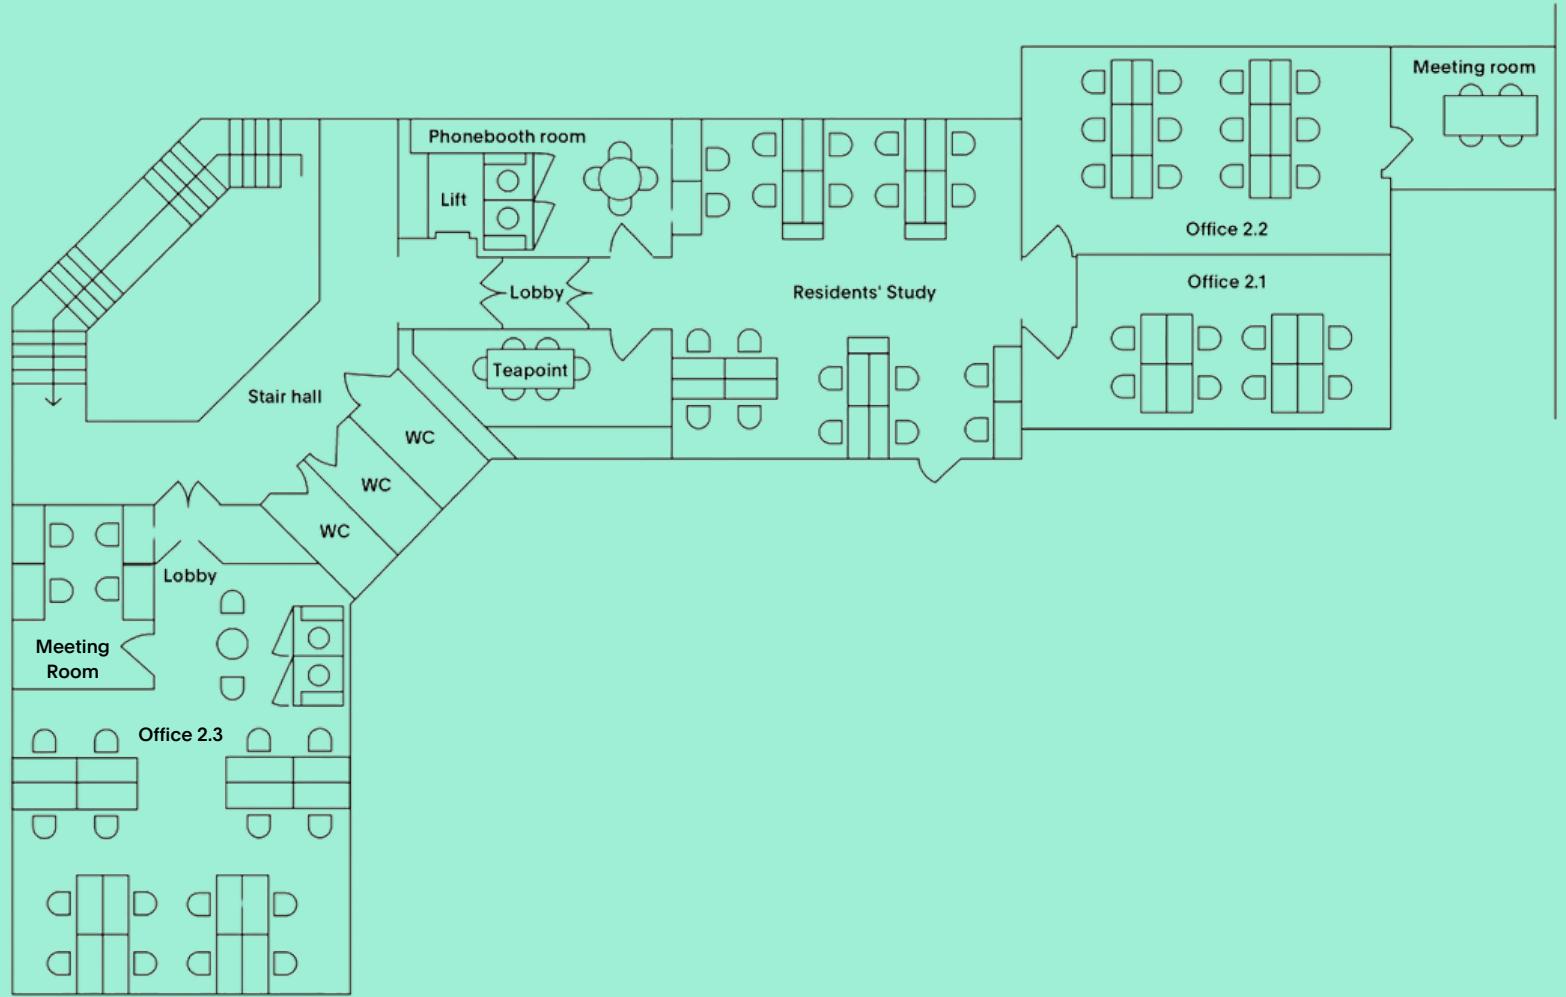 Meeting room
Phonebooth room
Lift
Office 2.2
Office 2.1
Lobby
Residents' Study
Teapoint
Stair hall
WC
WC
WC
Lobby
Meeting
Room
Office 2.3